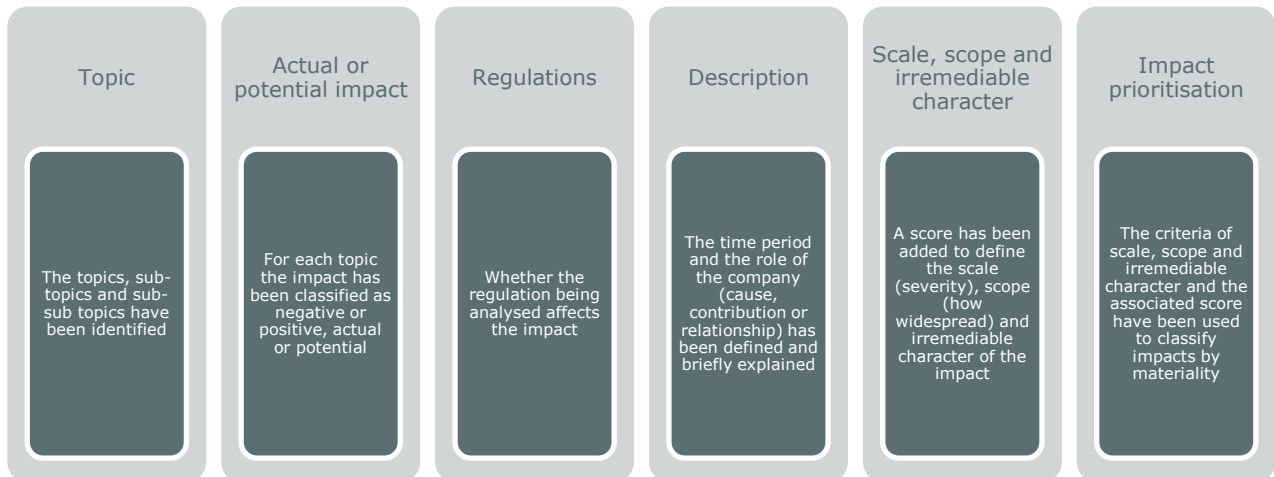 Topic
The topics, sub-
topics and sub-
sub topics have
been identified
Actual or
potential impact
For each topic
the impact has
been classified as
negative or
positive, actual
or potential
Regulations
Whether the
regulation being
analysed affects
the impact
Description
The time period
and the role of
the company
(cause,
contribution or
relationship) has
been defined and
briefly explained
Scale, scope and
irremediable
character
A score has been
added to define
the scale
(severity), scope
(how
widespread) and
irremediable
character of the
impact
Impact
prioritisation
The criteria of
scale, scope and
irremediable
character and the
associated score
have been used
to classify
impacts by
materiality